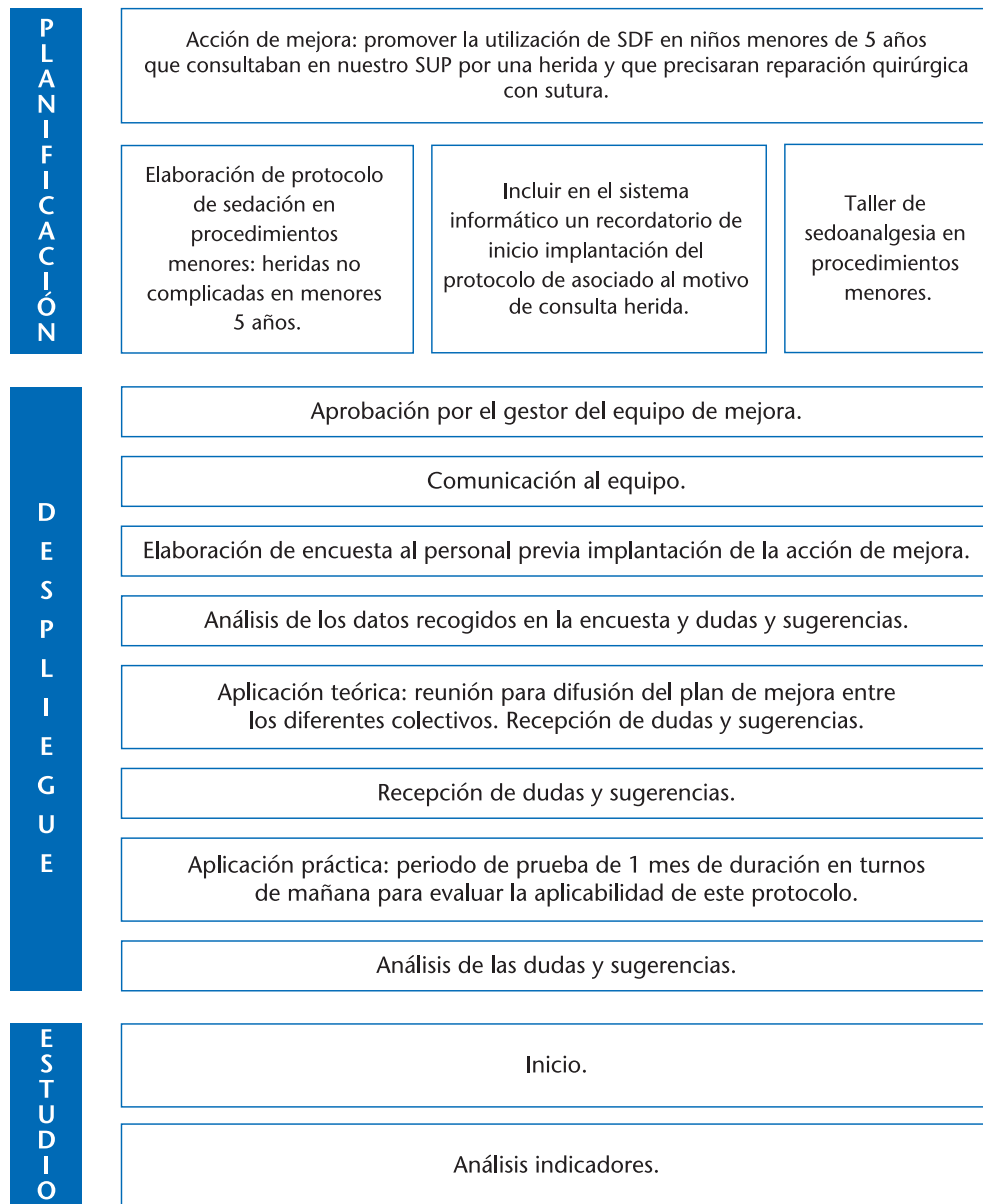 PLANIFICACIÓN
Acción de mejora: promover la utilización de SDF en niños menores de 5 años
que consultaban en nuestro SUP por una herida y que precisaran reparación quirúrgica
con sutura.
Elaboración de protocolo
de sedación en
procedimientos
menores: heridas no
complicadas en menores
5 años.
Incluir en el sistema
informático un recordatorio de
inicio implantación del
protocolo de asociado al motivo
de consulta herida.
Taller de
sedoanalgesia en
procedimientos
menores.
DESPLIEGUE
Aprobación por el gestor del equipo de mejora.
Comunicación al equipo.
Elaboración de encuesta al personal previa implantación de la acción de mejora.
Análisis de los datos recogidos en la encuesta y dudas y sugerencias.
Aplicación teórica: reunión para difusión del plan de mejora entre
los diferentes colectivos. Recepción de dudas y sugerencias.
Recepción de dudas y sugerencias.
Aplicación práctica: periodo de prueba de 1 mes de duración en turnos
de mañana para evaluar la aplicabilidad de este protocolo.
Análisis de las dudas y sugerencias.
ESTUDIO
Inicio.
Análisis indicadores.